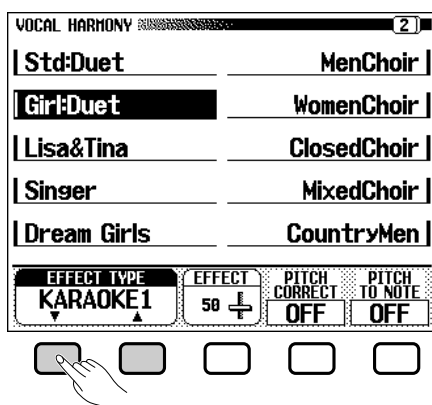 VOCAL HARMONY 2
Std:Duet MenChoir
Girl:Duet WomenChoir
Lisa&Tina ClosedChoir
Singer MixedChoir
Dream Girls CountryMen
EFFECT TYPE EFFECT PITCH CORRECT PITCH TO NOTE
KARAOKE1 50 OFF OFF